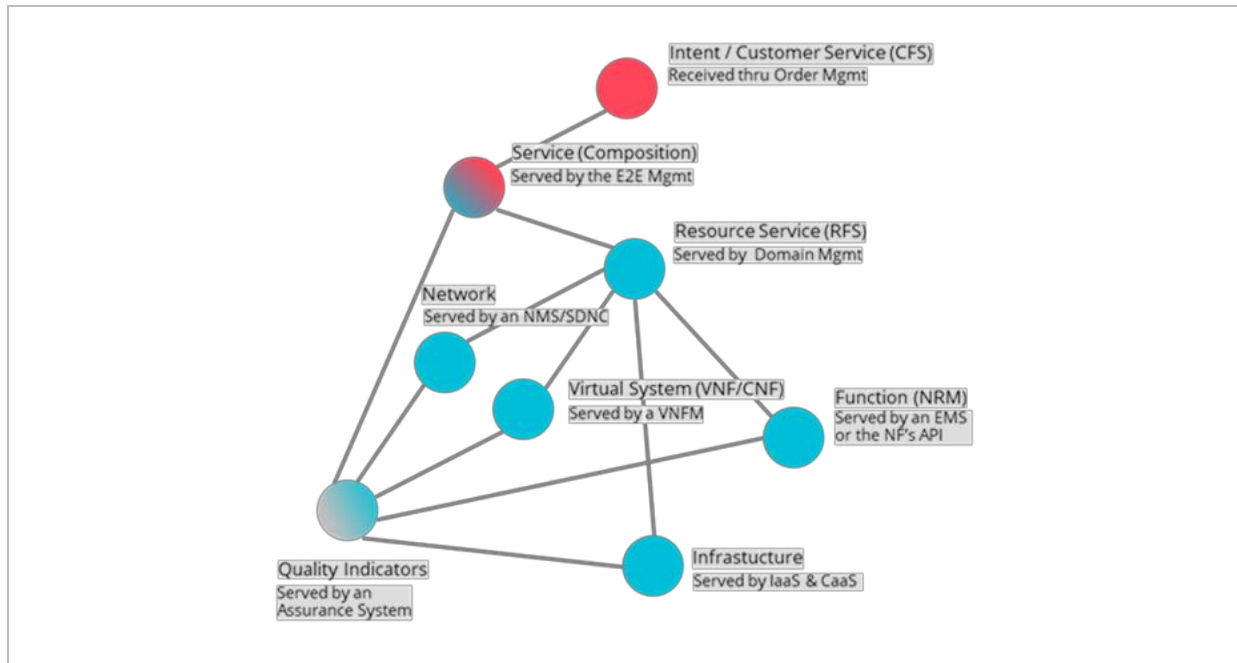 Intent / Customer Service (CFS)
Received thru Order Mgmt
Service (Composition)
Served by the E2E Mgmt
Resource Service (RFS)
Served by Domain Mgmt
Network
Served by an NMS/SDNC
Virtual System (VNF/CNF)
Served by a VNFM
Function (NRM)
Served by an EMS
or the NF's API
Infrastucture
Served by IaaS & CaaS
Quality Indicators
Served by an
Assurance System